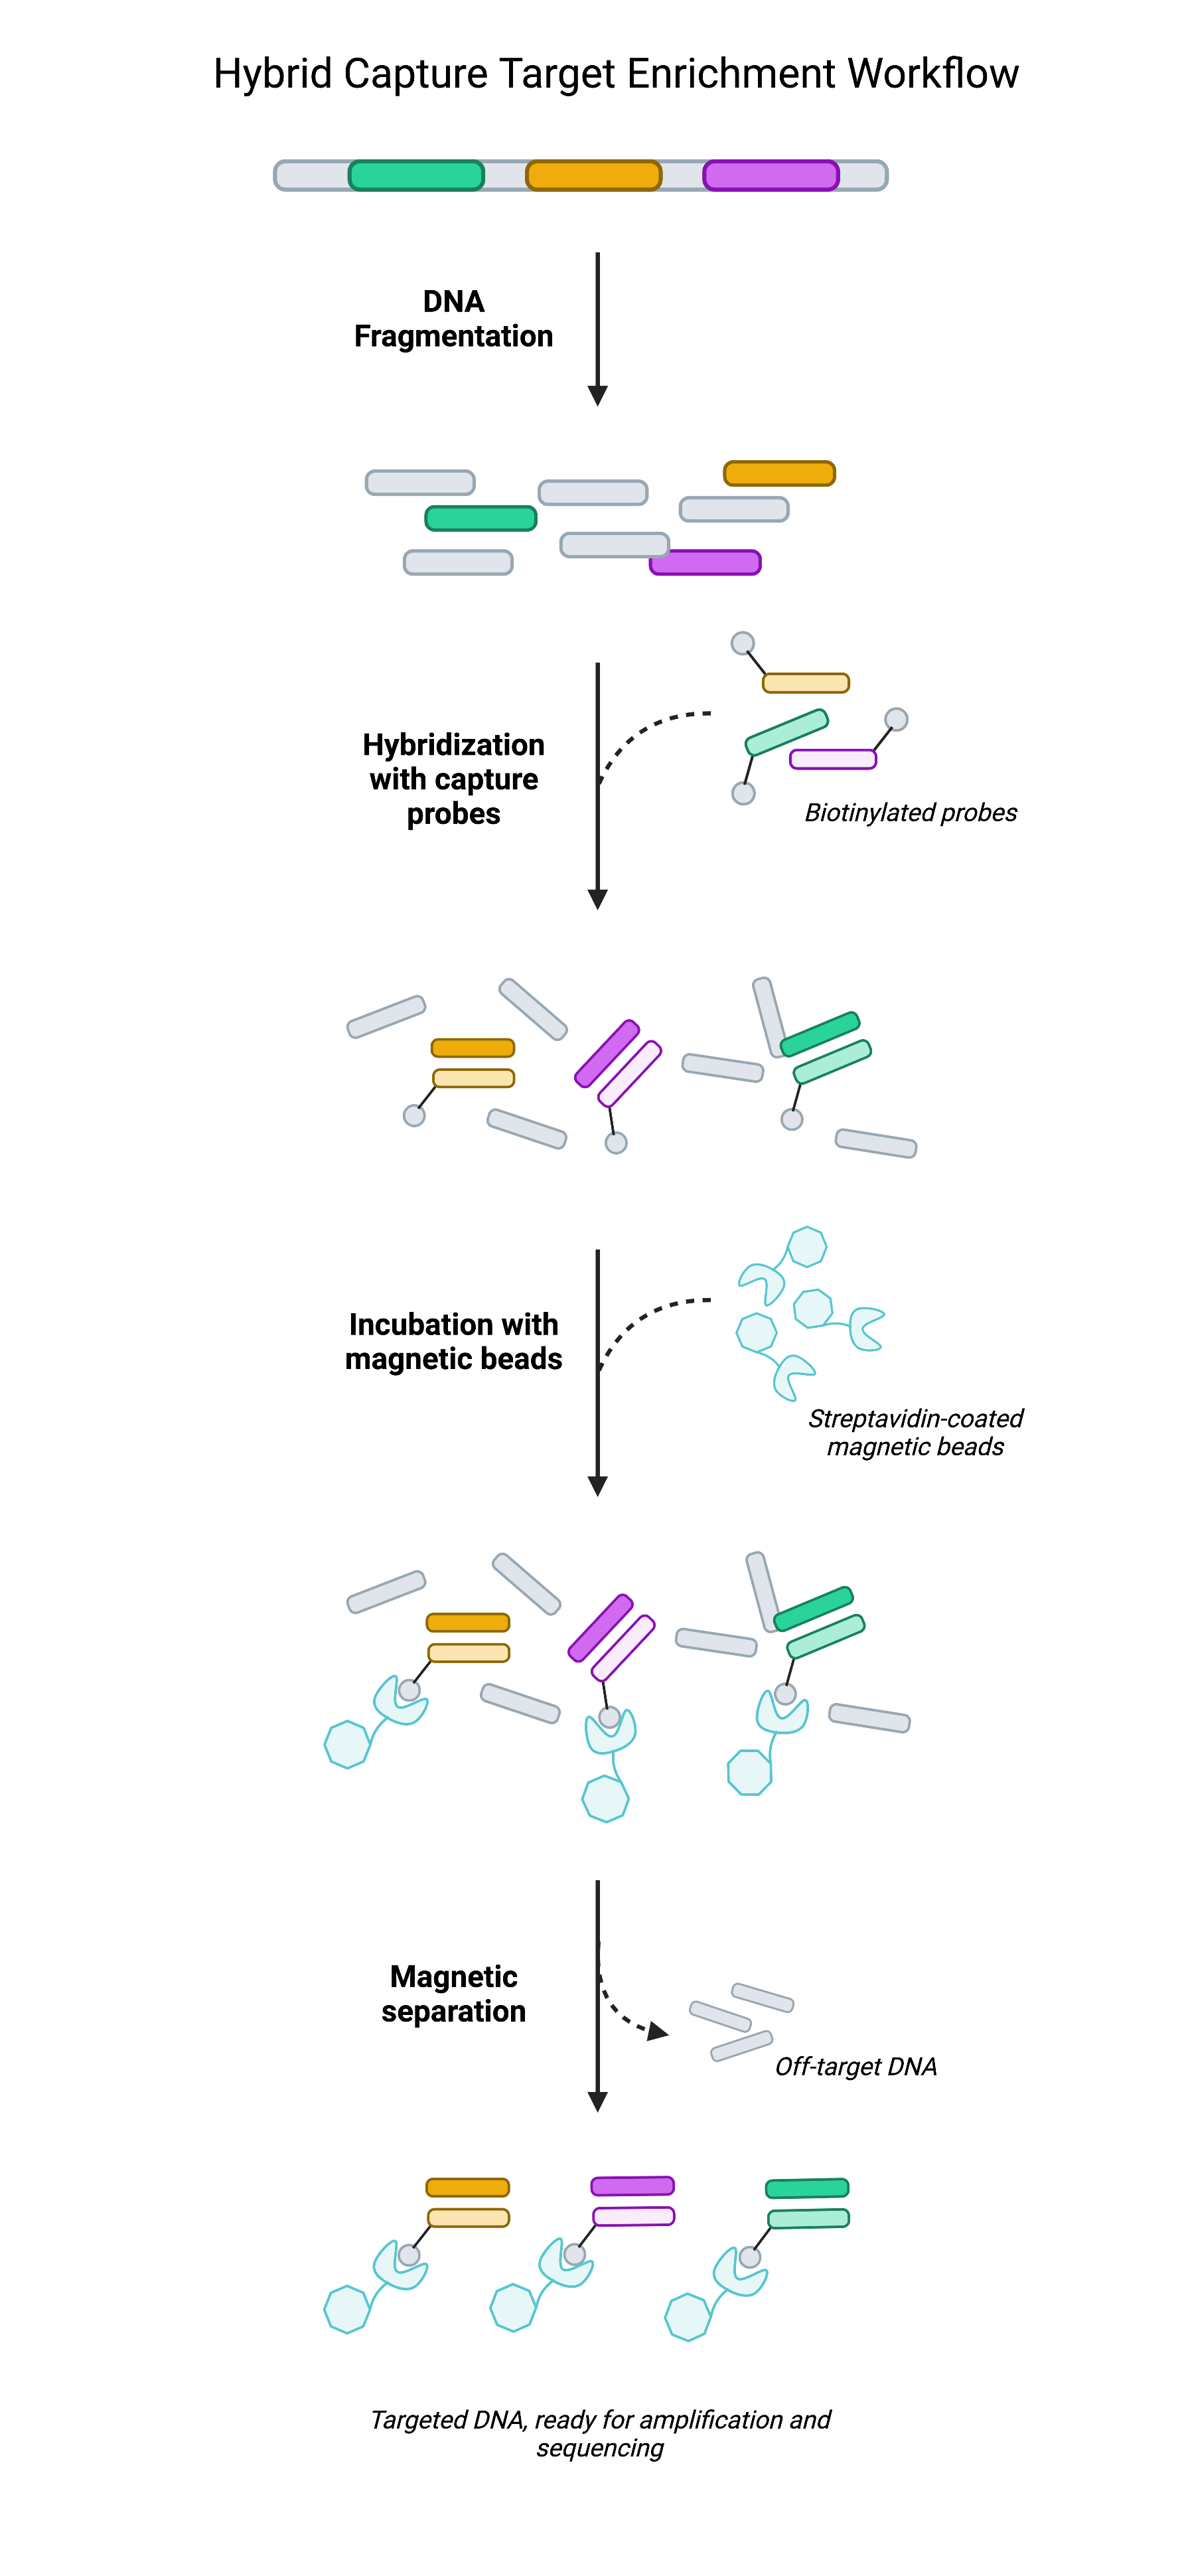 Hybrid Capture Target Enrichment Workflow
DNA
Fragmentation
Hybridization
with capture
probes
Biotinylated probes
Incubation with
magnetic beads
Streptavidin-coated
magnetic beads
Magnetic
separation
Off-target DNA
Targeted DNA, ready for amplification and
sequencing